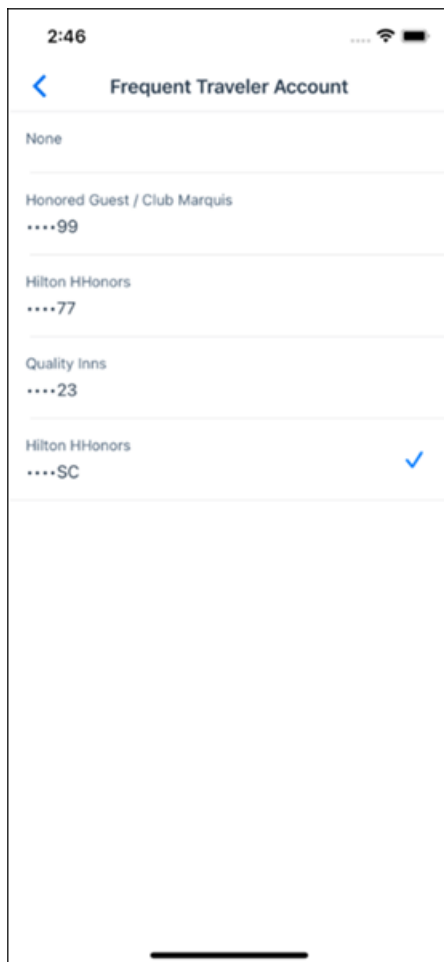 2:46
Frequent Traveler Account
None
Honored Guest / Club Marquis
••••99
Hilton HHonors
••••77
Quality Inns
••••23
Hilton HHonors
••••SC